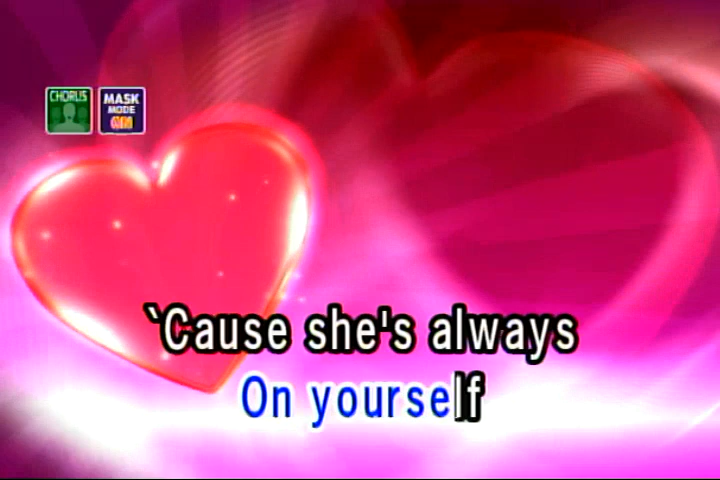 CHORUS
MASK
MODE
ON
`Cause she's always
On yourself